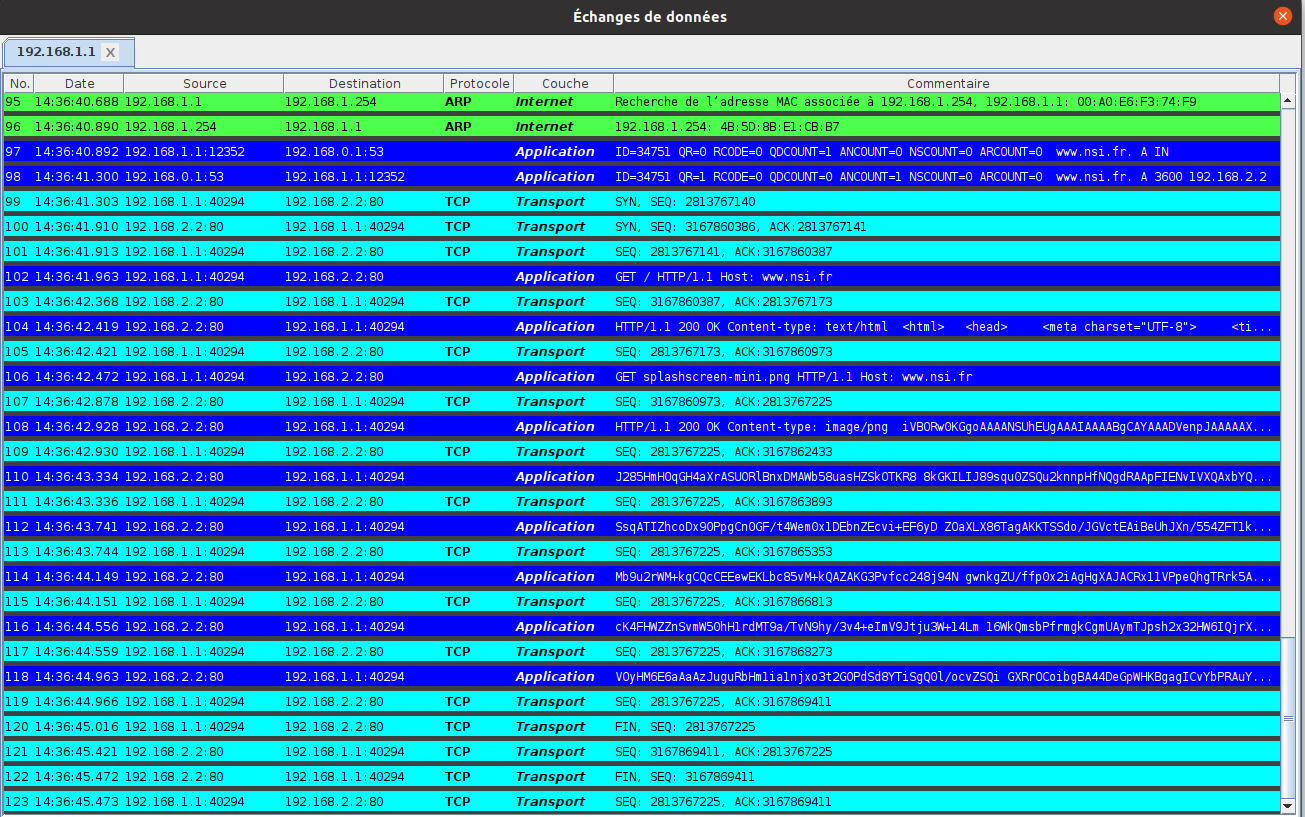 Échanges de données
192.168.1.1 X
No. Date Source Destination Protocole Couche Commentaire
95 14:36:40.688 192.168.1.1 192.168.1.254 ARP Internet Recherche de l'adresse MAC associée à 192.168.1.254, 192.168.1.1: 00:A0:E6:F3:74:F9
96 14:36:40.890 192.168.1.254 192.168.1.1 ARP Internet 192.168.1.254: 4B:5D:8B:E1:CB:B7
97 14:36:40.892 192.168.1.1:12352 192.168.0.1:53 Application ID=34751 QR=0 RCODE=0 QDCOUNT=1 ANCOUNT=0 NSCOUNT=0 ARCOUNT=0 www.nsi.fr. A IN
98 14:36:41.300 192.168.0.1:53 192.168.1.1:12352 Application ID=34751 QR=1 RCODE=0 QDCOUNT=0 ANCOUNT=1 NSCOUNT=0 ARCOUNT=0 www.nsi.fr. A 3600 192.168.2.2
99 14:36:41.303 192.168.1.1:40294 192.168.2.2:80 TCP Transport SYN, SEQ: 2813767140
100 14:36:41.910 192.168.2.2:80 192.168.1.1:40294 TCP Transport SYN, SEQ: 3167860386, ACK:2813767141
101 14:36:41.913 192.168.1.1:40294 192.168.2.2:80 TCP Transport SEQ: 2813767141, ACK:3167860387
102 14:36:41.963 192.168.1.1:40294 192.168.2.2:80 Application GET / HTTP/1.1 Host: www.nsi.fr
103 14:36:42.368 192.168.2.2:80 192.168.1.1:40294 TCP Transport SEQ: 3167860387, ACK:2813767173
104 14:36:42.419 192.168.2.2:80 192.168.1.1:40294 Application HTTP/1.1 200 OK Content-type: text/html <html> <head> <meta charset="UTF-8"> <ti...
105 14:36:42.421 192.168.1.1:40294 192.168.2.2:80 TCP Transport SEQ: 2813767173, ACK:3167860973
106 14:36:42.472 192.168.1.1:40294 192.168.2.2:80 Application GET splashscreen-mini.png HTTP/1.1 Host: www.nsi.fr
107 14:36:42.878 192.168.2.2:80 192.168.1.1:40294 TCP Transport SEQ: 3167860973, ACK:2813767225
108 14:36:42.928 192.168.2.2:80 192.168.1.1:40294 Application HTTP/1.1 200 OK Content-type: image/png iVBORw0KGgoAAAANSUhEUgAAAIAAAABgCAYAAADVenpJAAAAAX...
109 14:36:42.930 192.168.1.1:40294 192.168.2.2:80 TCP Transport SEQ: 2813767225, ACK:3167862433
110 14:36:43.334 192.168.2.2:80 192.168.1.1:40294 Application J285HmHOqGH4aXrASUORlBnxDMAWb58uasHZSkOTKR8 8kGKILIJ89squ0ZSQu2knnpHfNQgdRAApFIENvIVXQAxbYQ...
111 14:36:43.336 192.168.1.1:40294 192.168.2.2:80 TCP Transport SEQ: 2813767225, ACK:3167863893
112 14:36:43.741 192.168.2.2:80 192.168.1.1:40294 Application SsqATIZhcoDx9OPpgCnOGF/t4WemOx1DEbnZEcvi+EF6yD ZOaXLX86TagAKKTSSdo/JGVctEAiBeUhJXn/554ZFT1k...
113 14:36:43.744 192.168.1.1:40294 192.168.2.2:80 TCP Transport SEQ: 2813767225, ACK:3167865353
114 14:36:44.149 192.168.2.2:80 192.168.1.1:40294 Application Mb9u2rWM+kgCQcCEEewEKLbc85vM+kQAZAKG3Pvfcc248j94N gwnkgZU/ffp0x2iAgHgXAJACRx11VPpeQhgTRrk5A...
115 14:36:44.151 192.168.1.1:40294 192.168.2.2:80 TCP Transport SEQ: 2813767225, ACK:3167866813
116 14:36:44.556 192.168.2.2:80 192.168.1.1:40294 Application cK4FHWZZnSvmW5OhH1rdMT9a/TvN9hy/3v4+eImV9Jtju3W+14Lm 16WkQmsbPfrmgkCgmUAymTJpsh2x32HW6IQjrX...
117 14:36:44.559 192.168.1.1:40294 192.168.2.2:80 TCP Transport SEQ: 2813767225, ACK:3167868273
118 14:36:44.963 192.168.2.2:80 192.168.1.1:40294 Application VOyHM6E6aAaAzJuguRbHm1ia1njxo3t2GOPdSd8YTiSgQOl/ocvZSQi GXRrOCoibgBA44DeGpWHKBgagICvYbPRAuY...
119 14:36:44.966 192.168.1.1:40294 192.168.2.2:80 TCP Transport SEQ: 2813767225, ACK:3167869411
120 14:36:45.016 192.168.1.1:40294 192.168.2.2:80 TCP Transport FIN, SEQ: 2813767225
121 14:36:45.421 192.168.2.2:80 192.168.1.1:40294 TCP Transport SEQ: 3167869411, ACK:2813767225
122 14:36:45.472 192.168.2.2:80 192.168.1.1:40294 TCP Transport FIN, SEQ: 3167869411
123 14:36:45.473 192.168.1.1:40294 192.168.2.2:80 TCP Transport SEQ: 2813767225, ACK:3167869411